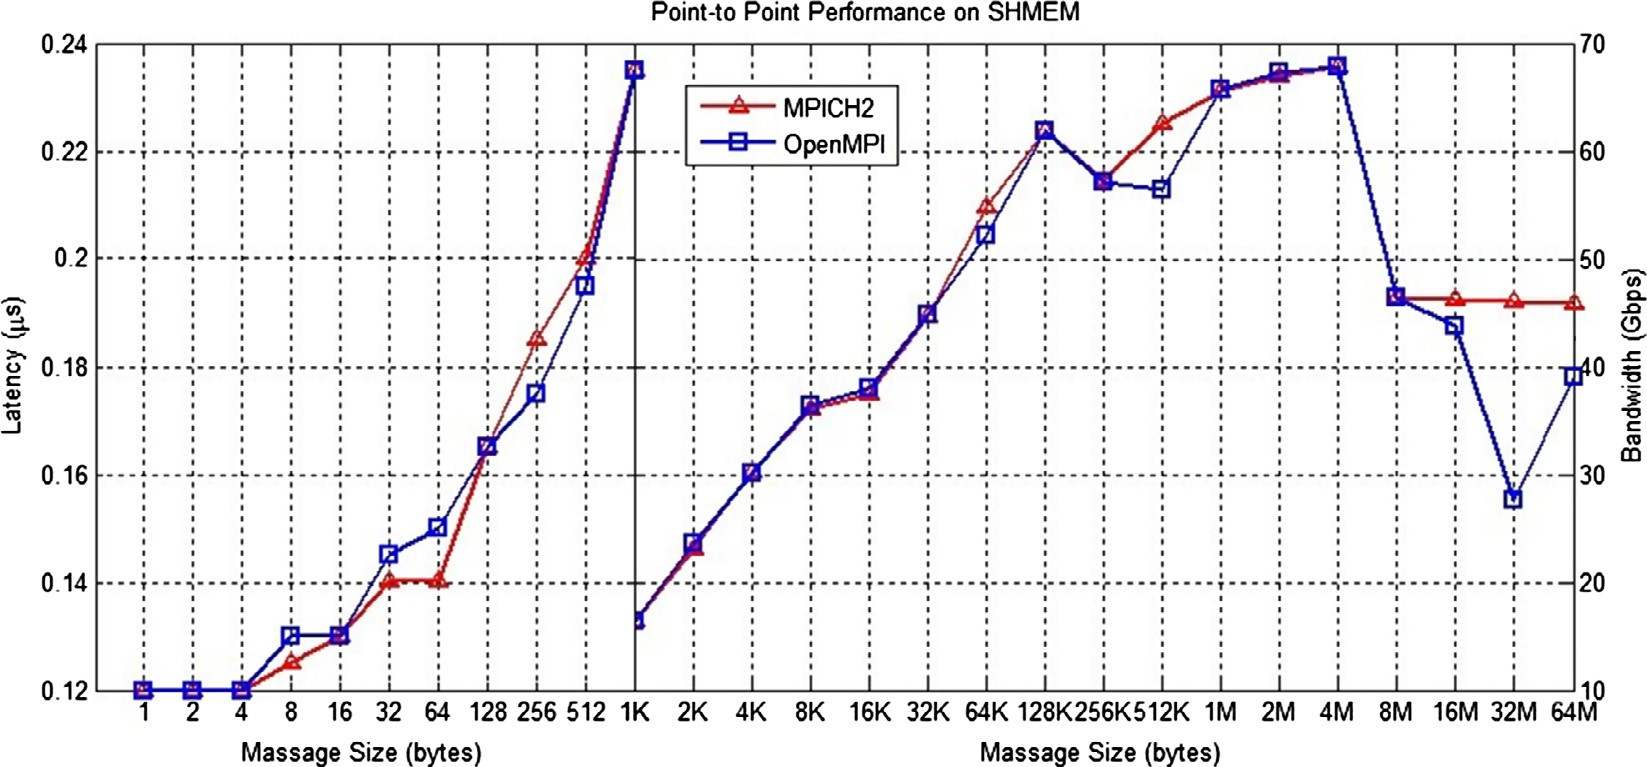 Point-to Point Performance on SHMEM
0.24
0.22
0.2
0.18
0.16
0.14
0.12
Latency (μs)
MPICH2
OpenMPI
70
60
50
40
30
20
10
Bandwidth (Gbps)
1 2 4 8 16 32 64 128 256 512 1K 2K 4K 8K 16K 32K 64K 128K 256K 512K 1M 2M 4M 8M 16M 32M 64M
Massage Size (bytes)
Massage Size (bytes)